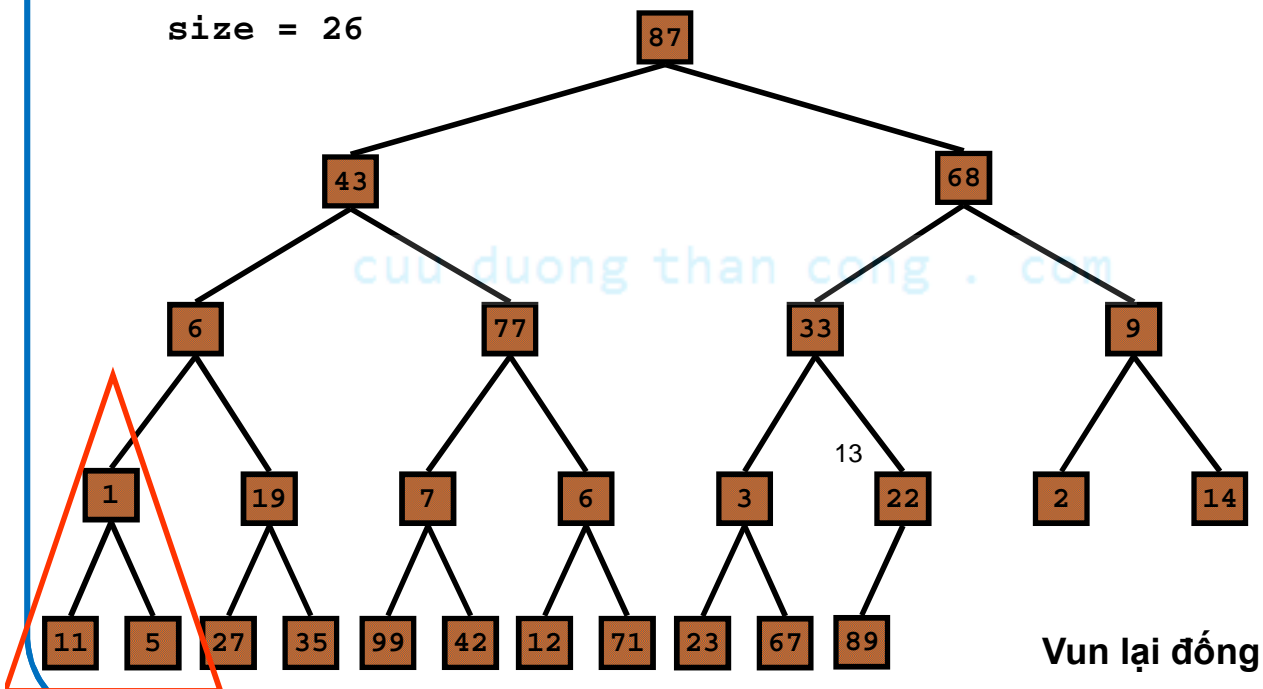 size = 26
87
43 68
cuu duong than cong . com
6 77 33 9
13
1 19 7 6 3 22 2 14
11 5 27 35 99 42 12 71 23 67 89
Vun lại đống